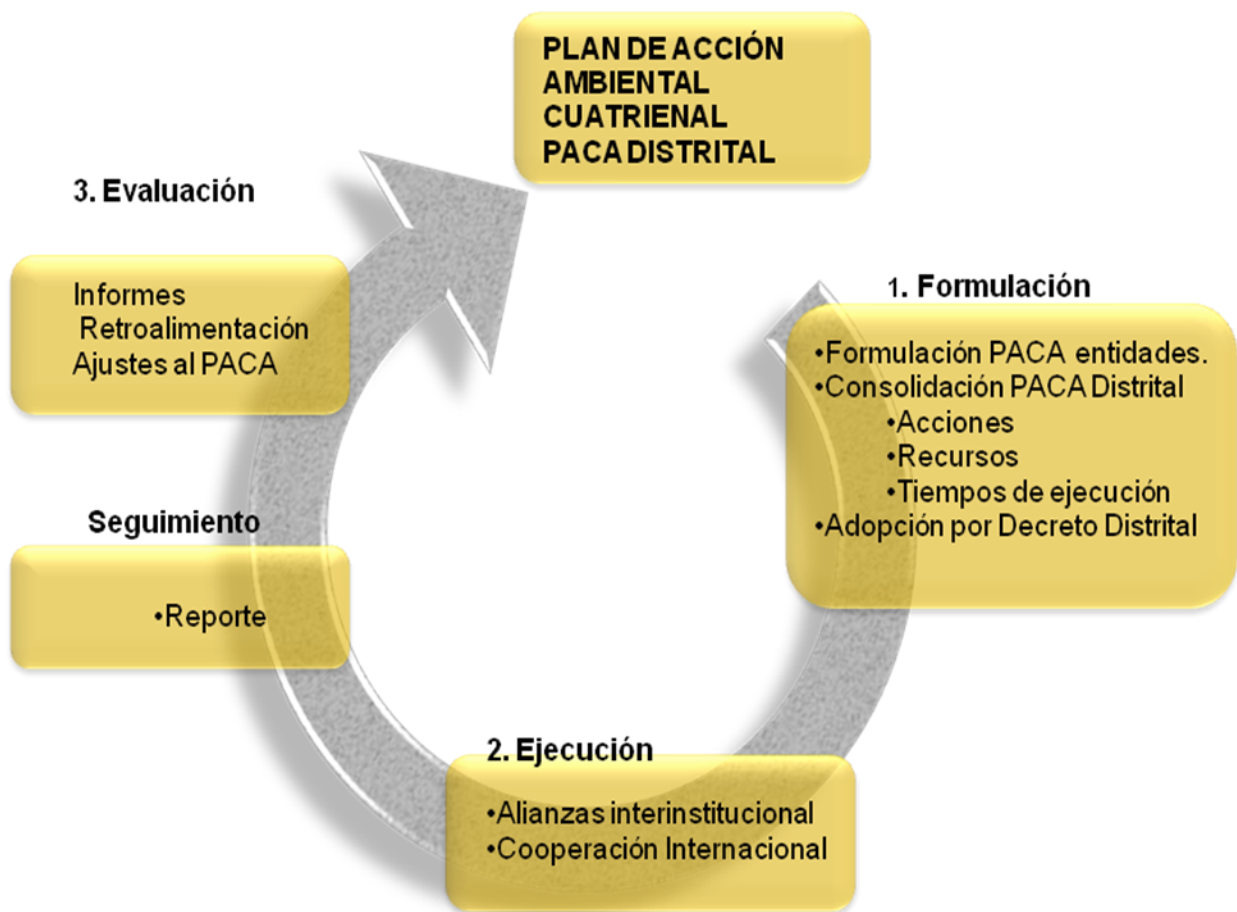 PLAN DE ACCIÓN
AMBIENTAL
CUATRIENAL
PACA DISTRITAL
1. Formulación
•Formulación PACA entidades.
•Consolidación PACA Distrital
•Acciones
•Recursos
•Tiempos de ejecución
•Adopción por Decreto Distrital
2. Ejecución
•Alianzas interinstitucional
•Cooperación Internacional
Seguimiento
•Reporte
3. Evaluación
Informes
Retroalimentación
Ajustes al PACA